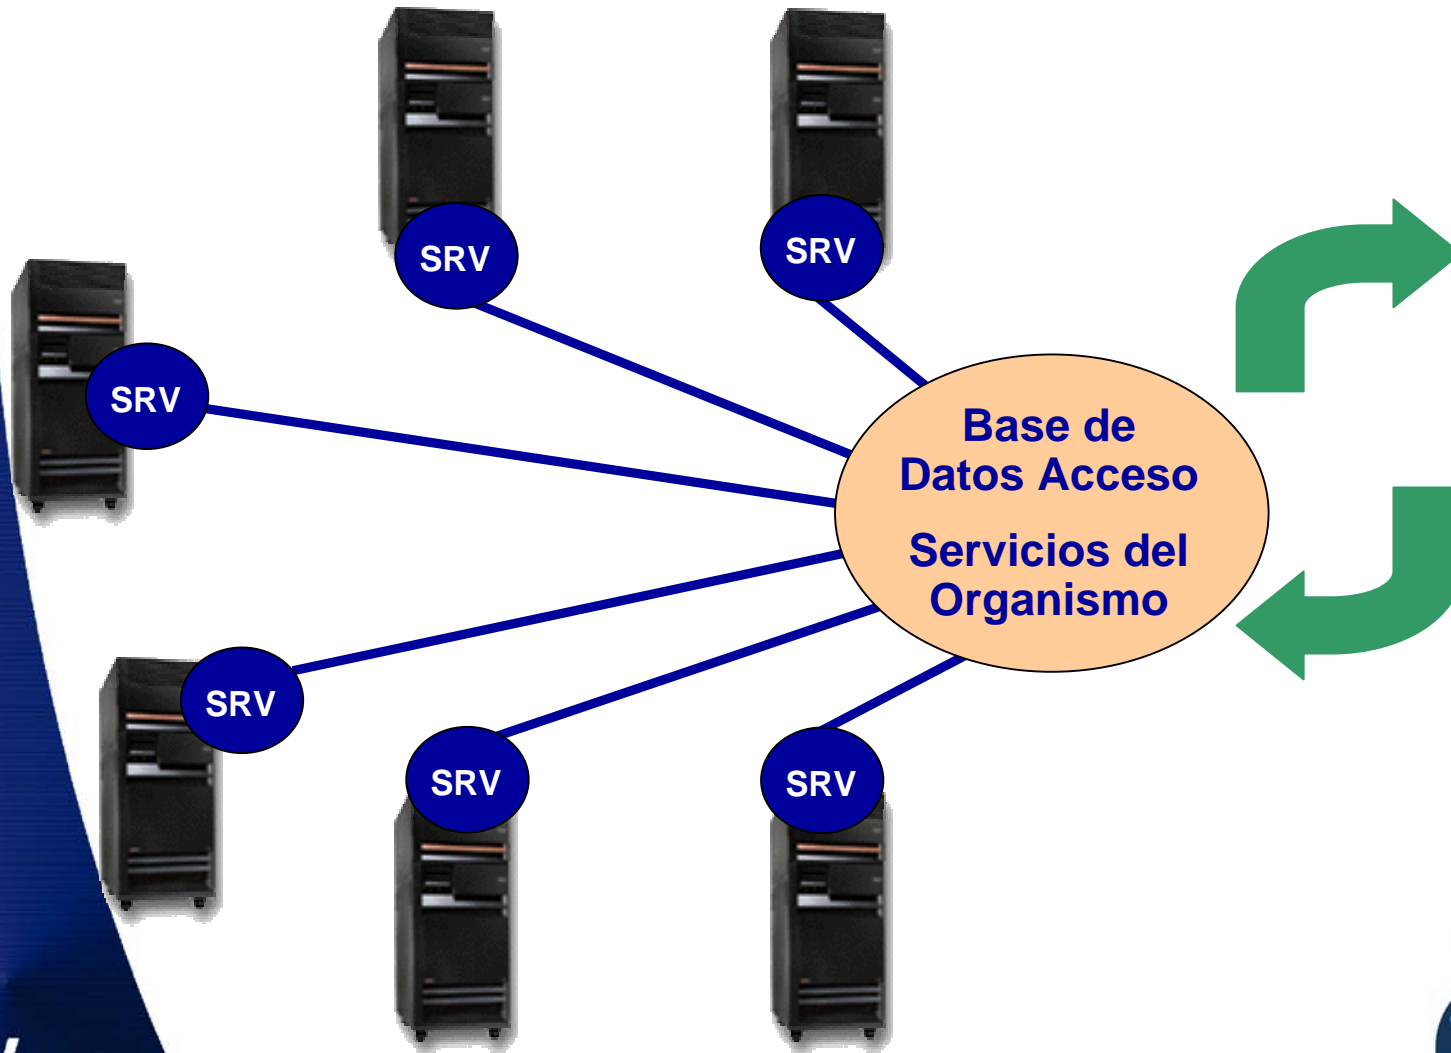 SRV
SRV
SRV
Base de
Datos Acceso
Servicios del
Organismo
SRV
SRV
SRV